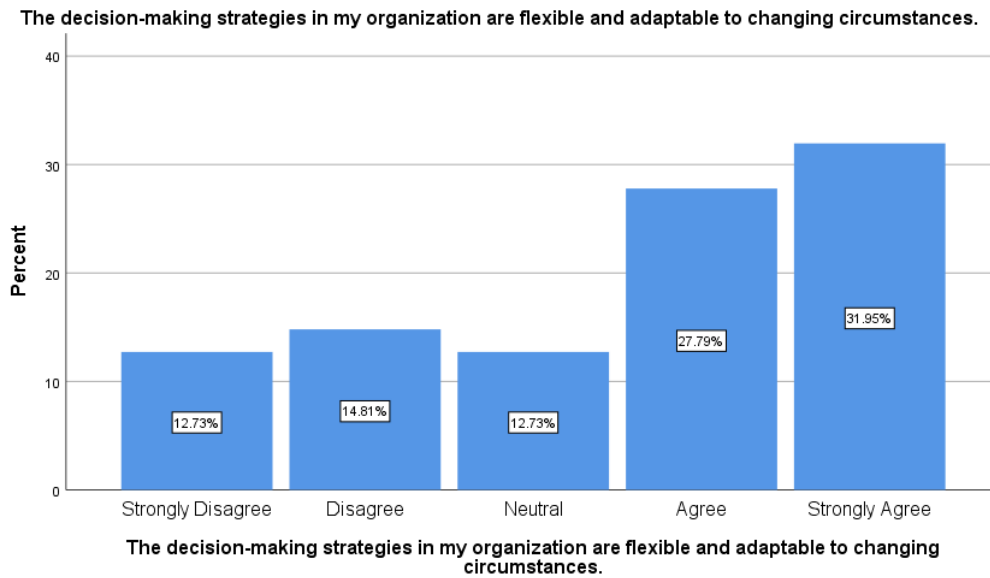 The decision-making strategies in my organization are flexible and adaptable to changing circumstances.
Percent
40
30
20
10
0
12.73%
14.81%
12.73%
27.79%
31.95%
Strongly Disagree
Disagree
Neutral
Agree
Strongly Agree
The decision-making strategies in my organization are flexible and adaptable to changing
circumstances.